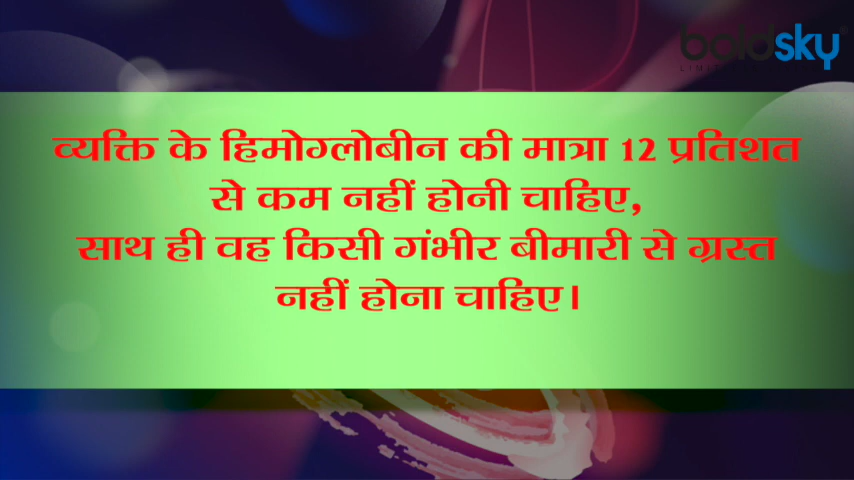 boldsky
व्यक्ति के हिमोग्लोबीन की मात्रा 12 प्रतिशत
से कम नहीं होनी चाहिए,
साथ ही वह किसी गंभीर बीमारी से ग्रस्त
नहीं होना चाहिए।